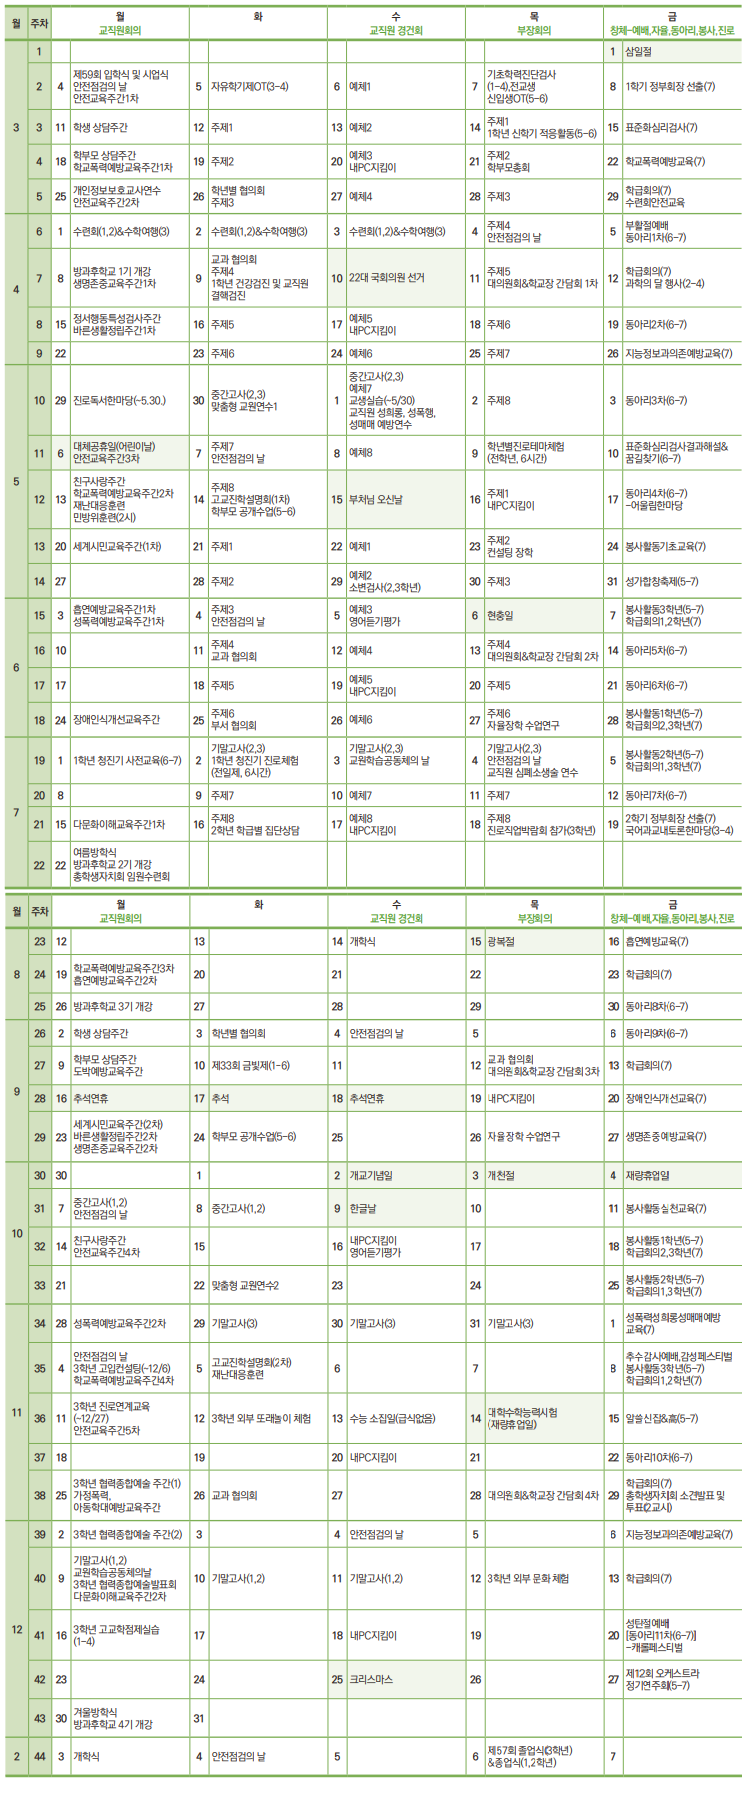 월 주차 월 화 수 목 금
교직원회의 교직원 경건회 부장회의 창체-예배,자율,동아리,봉사,진로
3
1 1 삼일절
2 4 제59회 입학식 및 시업식
안전점검의 날
안전교육주간1차
5 자유학기제OT(3-4)
6 예체1
7 기초학력진단검사
(1-4),전교생
신입생OT(5-6)
8 1학기 정부회장 선출(7)
3 11 학생 상담주간
12 주제1
13 예체2
14 주제1
1학년 신학기 적응활동(5-6)
15 표준화심리검사(7)
4 18 학부모 상담주간
학교폭력예방교육주간1차
19 주제2
20 예체3
내PC지킴이
21 주제2
학부모총회
22 학교폭력예방교육(7)
5 25 개인정보보호교사연수
안전교육주간2차
26 학년별 협의회
주제3
27 예체4
28 주제3
29 학급회의(7)
수련회안전교육
4
6 1 수련회(1,2)&수학여행(3)
2 수련회(1,2)&수학여행(3)
3 수련회(1,2)&수학여행(3)
4 주제4
안전점검의 날
5 부활절예배
동아리1차(6-7)
7 8 방과후학교 1기 개강
생명존중교육주간1차
9 교과 협의회
주제4
1학년 건강검진 및 교직원
결핵검진
10 22대 국회의원 선거
11 주제5
대의원회&학교장 간담회 1차
12 학급회의(7)
과학의 달 행사(2-4)
8 15 정서행동특성검사주간
바른생활정립주간1차
16 주제5
17 예체5
내PC지킴이
18 주제6
19 동아리2차(6-7)
9 22
23 주제6
24 예체6
25 주제7
26 지능정보과의존예방교육(7)
5
10 29 진로독서한마당(~5.30.)
30 중간고사(2,3)
맞춤형 교원연수1
1 중간고사(2,3)
예체7
교생실습(~5/30)
교직원 성희롱, 성폭행,
성매매 예방연수
2 주제8
3 동아리3차(6-7)
11 6 대체공휴일(어린이날)
안전교육주간3차
7 주제7
안전점검의 날
8 예체8
9 학년별진로테마체험
(전학년, 6시간)
10 표준화심리검사결과해설&
꿈길찾기(6-7)
12 13 친구사랑주간
학교폭력예방교육주간2차
재난대응훈련
민방위훈련(2시)
14 주제8
고교진학설명회(1차)
학부모 공개수업(5-6)
15 부처님 오신날
16 주제1
내PC지킴이
17 동아리4차(6-7)
-어울림한마당
13 20 세계시민교육주간(1차)
21 주제1
22 예체1
23 주제2
컨설팅 장학
24 봉사활동기초교육(7)
14 27
28 주제2
29 예체2
소변검사(2,3학년)
30 주제3
31 성가합창축제(5-7)
6
15 3 흡연예방교육주간1차
성폭력예방교육주간1차
4 주제3
안전점검의 날
5 예체3
영어듣기평가
6 현충일
7 봉사활동3학년(5-7)
학급회의1,2학년(7)
16 10
11 주제4
교과 협의회
12 예체4
13 주제4
대의원회&학교장 간담회 2차
14 동아리5차(6-7)
17 17
18 주제5
19 예체5
내PC지킴이
20 주제5
21 동아리6차(6-7)
18 24 장애인식개선교육주간
25 주제6
부서 협의회
26 예체6
27 주제6
자율장학 수업연구
28 봉사활동1학년(5-7)
학급회의2,3학년(7)
7
19 1 1학년 청진기 사전교육(6-7)
2 기말고사(2,3)
1학년 청진기 진로체험
(전일제, 6시간)
3 기말고사(2,3)
교원학습공동체의 날
4 기말고사(2,3)
안전점검의 날
교직원 심폐소생술 연수
5 봉사활동2학년(5-7)
학급회의1,3학년(7)
20 8
9 주제7
10 예체7
11 주제7
12 동아리7차(6-7)
21 15 다문화이해교육주간1차
16 주제8
2학년 학급별 집단상담
17 예체8
내PC지킴이
18 주제8
진로직업박람회 참가(3학년)
19 2학기 정부회장 선출(7)
국어과교내토론한마당(3-4)
22 22 여름방학식
방과후학교 2기 개강
총학생자치회 임원수련회
월 주차 월 화 수 목 금
교직원회의 교직원 경건회 부장회의 창체-예배,자율,동아리,봉사,진로
8
23 12
13
14 개학식
15 광복절
16 흡연예방교육(7)
24 19 학교폭력예방교육주간3차
흡연예방교육주간2차
20
21
22
23 학급회의(7)
25 26 방과후학교 3기 개강
27
28
29
30 동아리8차(6-7)
9
26 2 학생 상담주간
3 학년별 협의회
4 안전점검의 날
5
6 동아리9차(6-7)
27 9 학부모 상담주간
도박예방교육주간
10 제33회 금빛제(1-6)
11
12 교과 협의회
대의원회&학교장 간담회 3차
13 학급회의(7)
28 16 추석연휴
17 추석
18 추석연휴
19 내PC지킴이
20 장애인식개선교육(7)
29 23 세계시민교육주간(2차)
바른생활정립주간2차
생명존중교육주간2차
24 학부모 공개수업(5-6)
25
26 자율장학 수업연구
27 생명존중예방교육(7)
10
30 30
1
2 개교기념일
3 개천절
4 재량휴업일
31 7 중간고사(1,2)
안전점검의 날
8 중간고사(1,2)
9 한글날
10
11 봉사활동실천교육(7)
32 14 친구사랑주간
안전교육주간4차
15
16 내PC지킴이
영어듣기평가
17
18 봉사활동1학년(5-7)
학급회의2,3학년(7)
33 21
22 맞춤형 교원연수2
23
24
25 봉사활동2학년(5-7)
학급회의1,3학년(7)
11
34 28 성폭력예방교육주간2차
29 기말고사(3)
30 기말고사(3)
31 기말고사(3)
1 성폭력성희롱성매매예방
교육(7)
35 4 안전점검의 날
3학년 고입컨설팅(~12/6)
학교폭력예방교육주간4차
5 고교진학설명회(2차)
재난대응훈련
6
7
8 추수감사예배,감성페스티벌
봉사활동3학년(5-7)
학급회의1,2학년(7)
36 11 3학년 진로연계교육
(~12/27)
안전교육주간5차
12 3학년 외부 또래놀이 체험
13 수능 소집일(급식없음)
14 대학수학능력시험
(재량휴업일)
15 알쓸신잡&高(5-7)
37 18
19
20 내PC지킴이
21
22 동아리10차(6-7)
38 25 3학년 협력종합예술 주간(1)
가정폭력,
아동학대예방교육주간
26 교과 협의회
27
28 대의원회&학교장 간담회 4차
29 학급회의(7)
총학생자치회 소견발표 및
투표(2교시)
12
39 2 3학년 협력종합예술 주간(2)
3
4 안전점검의 날
5
6 지능정보과의존예방교육(7)
40 9 기말고사(1,2)
교원학습공동체의날
3학년 협력종합예술발표회
다문화이해교육주간2차
10 기말고사(1,2)
11 기말고사(1,2)
12 3학년 외부 문화 체험
13 학급회의(7)
41 16 3학년 고교학점제실습
(1-4)
17
18 내PC지킴이
19
20 성탄절예배
[동아리11차(6-7)]
-캐롤페스티벌
42 23
24
25 크리스마스
26
27 제12회 오케스트라
정기연주회(5-7)
43 30 겨울방학식
방과후학교 4기 개강
31
2
44 3 개학식
4 안전점검의 날
5
6 제57회 졸업식(3학년)
&종업식(1,2학년)
7